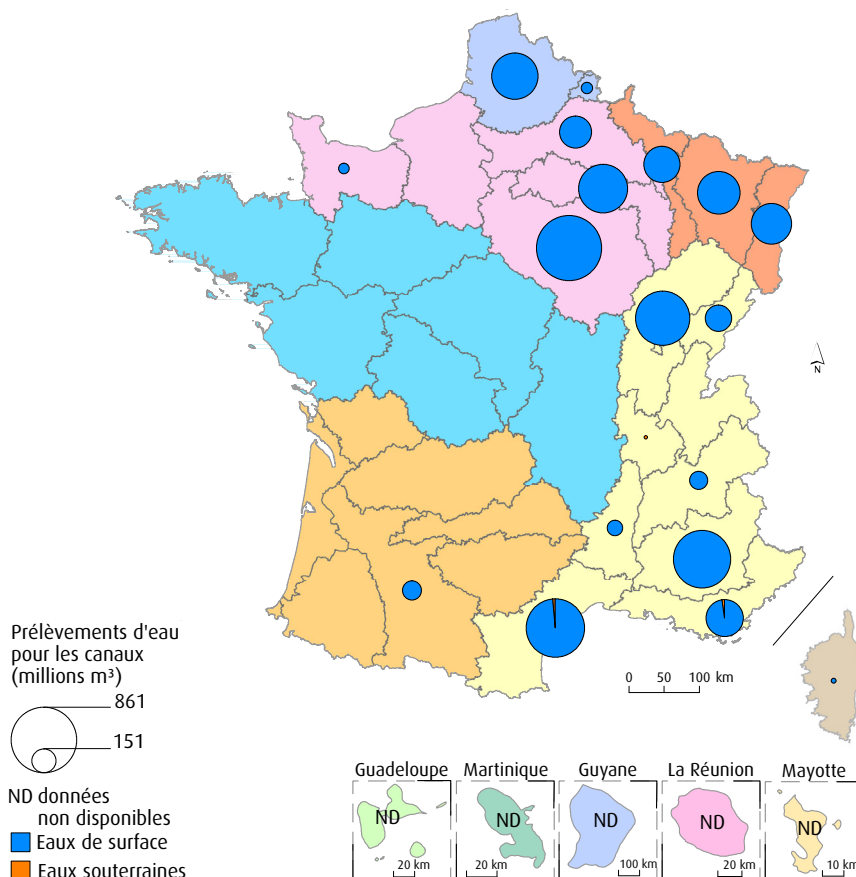 N
0 50 100 km
Prélèvements d'eau
pour les canaux
(millions m³)
861
151
ND données
non disponibles
Eaux de surface
Eaux souterraines
Guadeloupe
ND
20 km
Martinique
ND
20 km
Guyane
ND
100 km
La Réunion
ND
20 km
Mayotte
ND
10 km